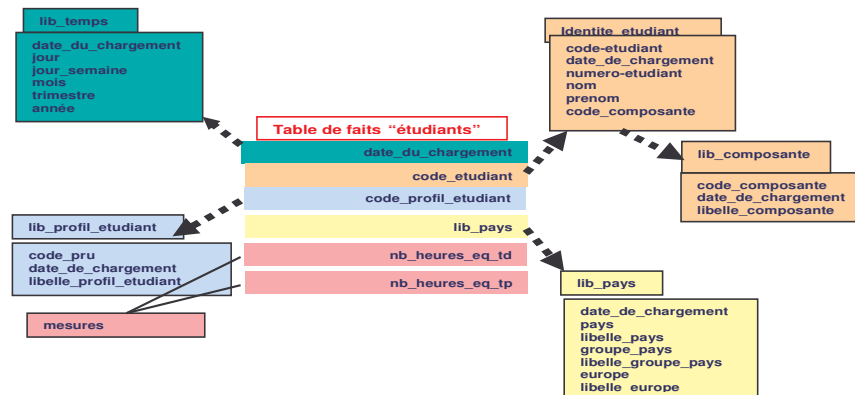 lib_temps
date_du_chargement
jour
jour_semaine
mois
trimestre
année
Identite_etudiant
code-etudiant
date_de_chargement
numero-etudiant
nom
prenom
code_composante
Table de faits “étudiants”
date_du_chargement
code_etudiant
code_profil_etudiant
lib_pays
nb_heures_eq_td
nb_heures_eq_tp
lib_composante
code_composante
date_de_chargement
libelle_composante
lib_profil_etudiant
code_pru
date_de_chargement
libelle_profil_etudiant
mesures
lib_pays
date_de_chargement
pays
libelle_pays
groupe_pays
libelle_groupe_pays
europe
libelle_europe